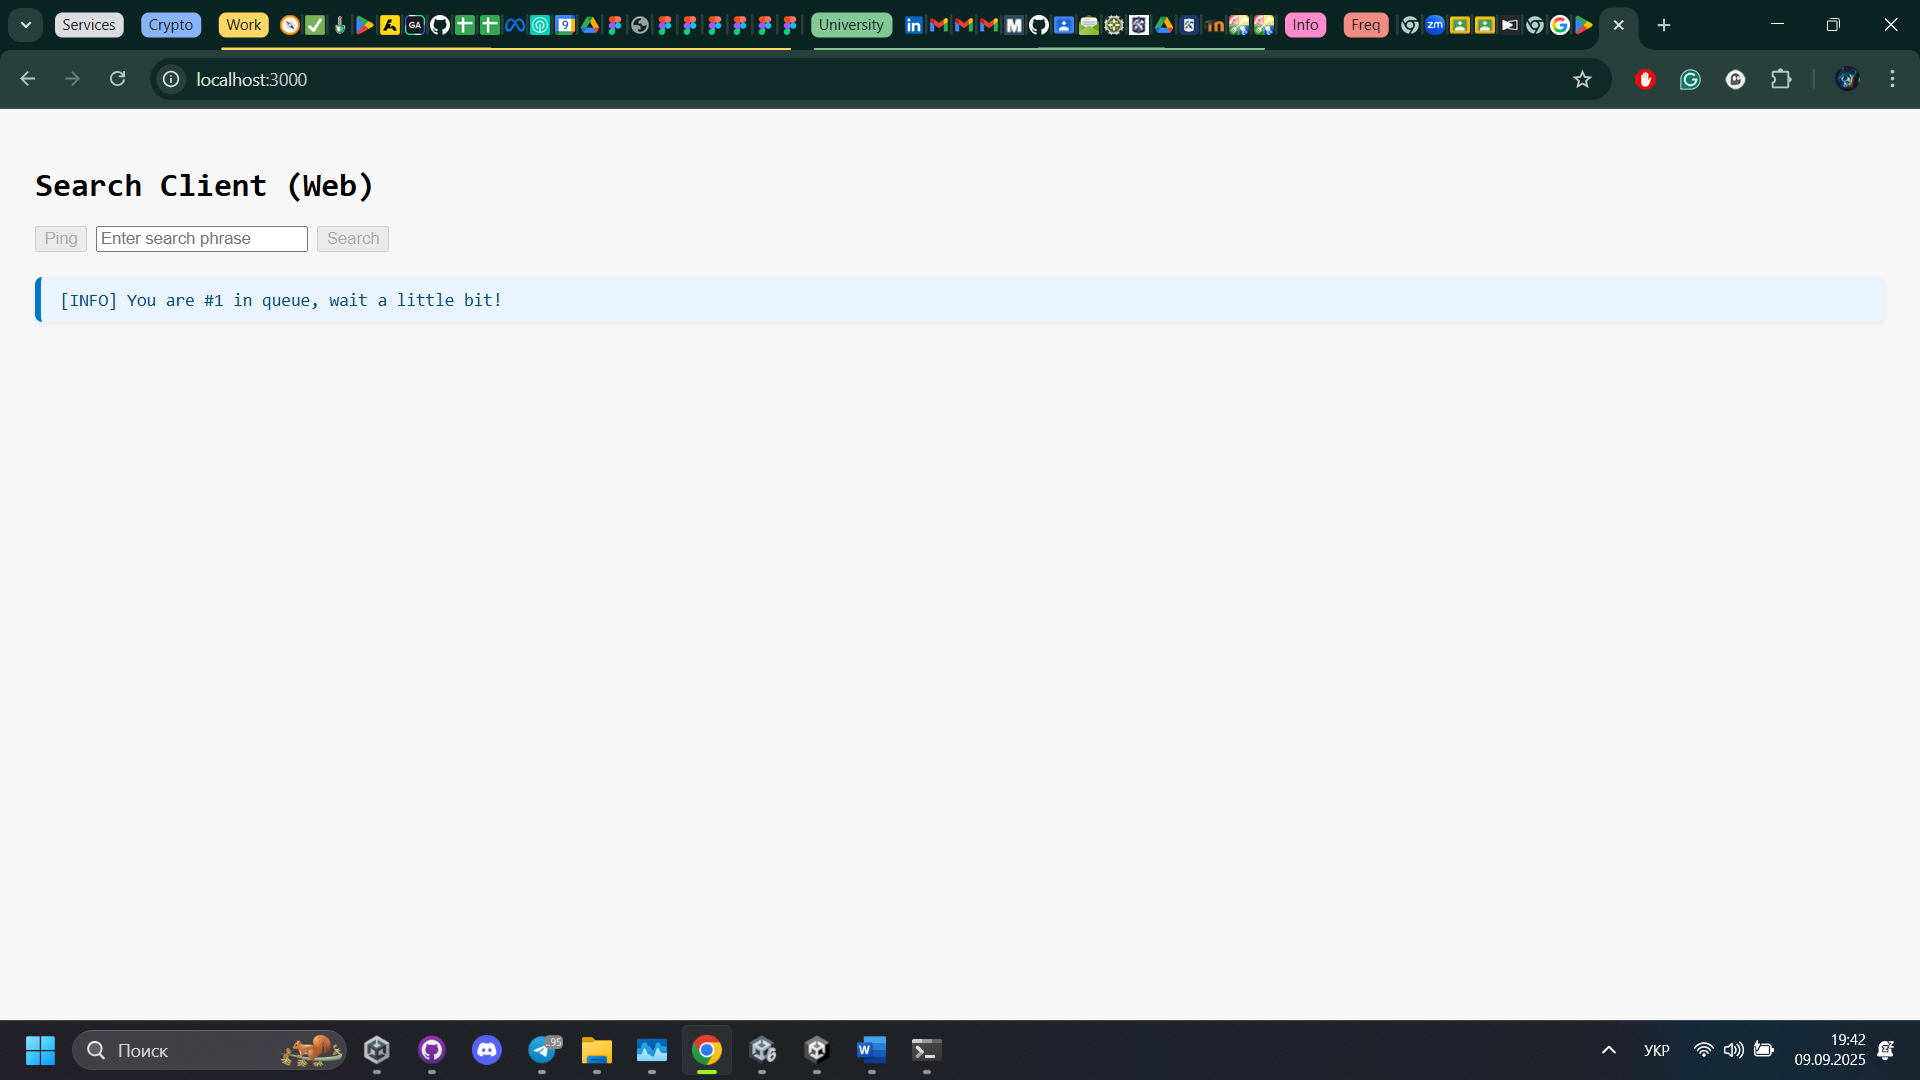 Services Crypto Work University Info Freq
localhost:3000
Search Client (Web)
Ping Enter search phrase Search
[INFO] You are #1 in queue, wait a little bit!
Поиск
95
УКР
19:42
09.09.2025